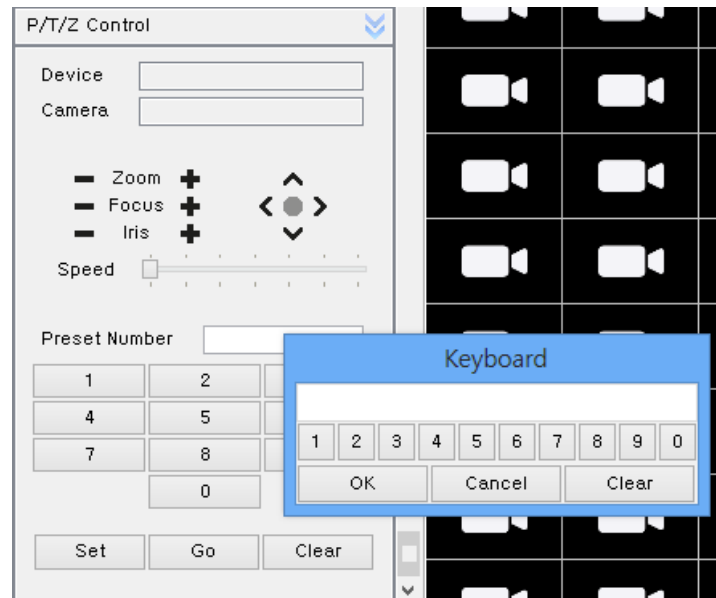 P/T/Z Control
Device
Camera
Zoom
Focus
Iris
Speed
Preset Number
1 2
4 5
7 8
0
Set Go Clear
Keyboard
1 2 3 4 5 6 7 8 9 0
OK Cancel Clear